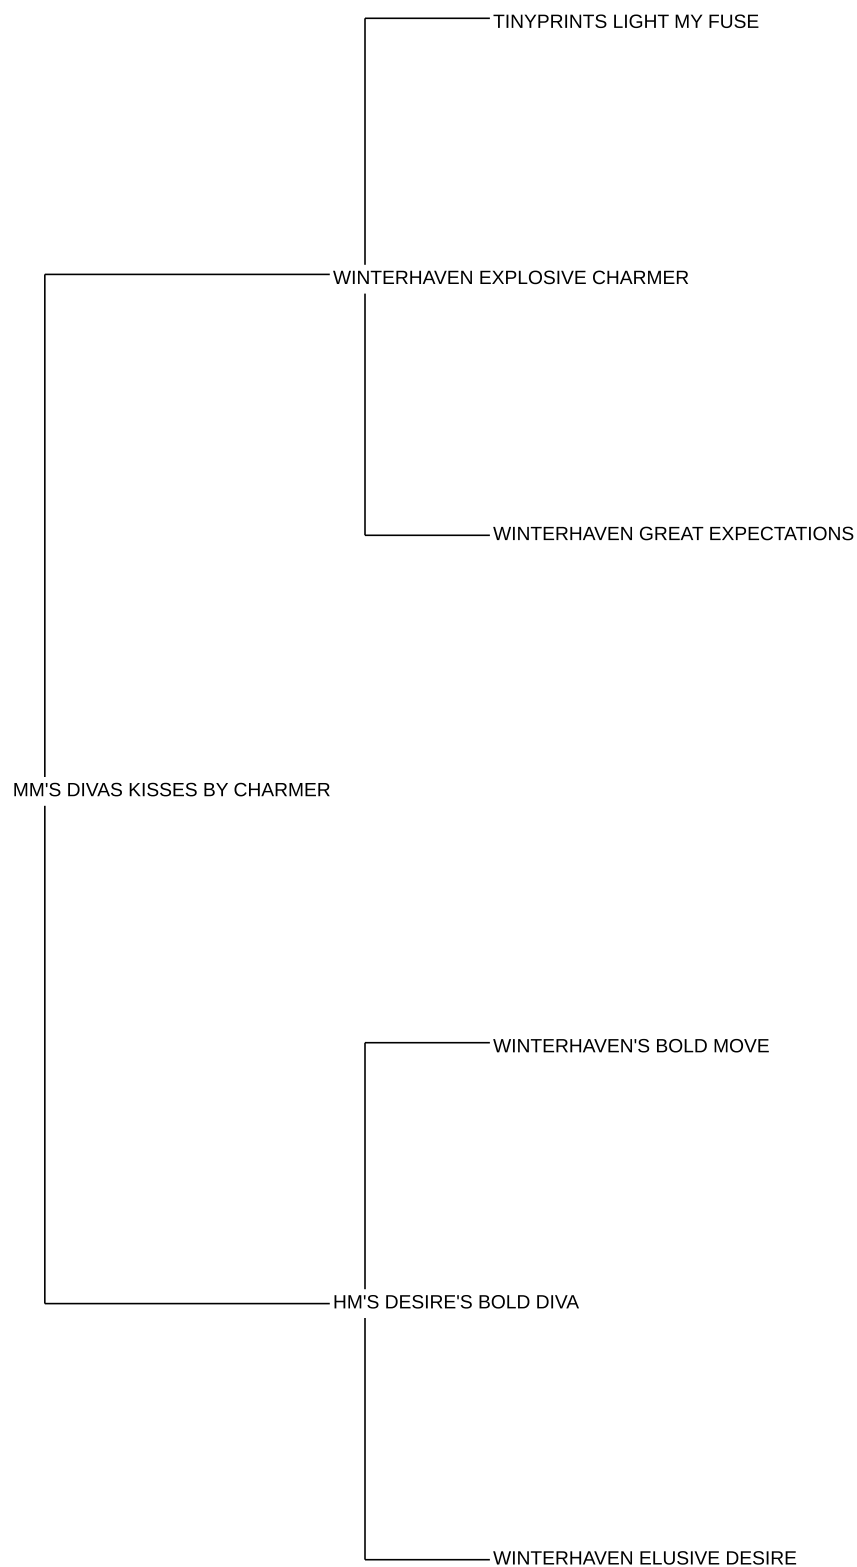 TINYPRINTS LIGHT MY FUSE
WINTERHAVEN EXPLOSIVE CHARMER
WINTERHAVEN GREAT EXPECTATIONS
MM'S DIVAS KISSES BY CHARMER
WINTERHAVEN'S BOLD MOVE
HM'S DESIRE'S BOLD DIVA
WINTERHAVEN ELUSIVE DESIRE